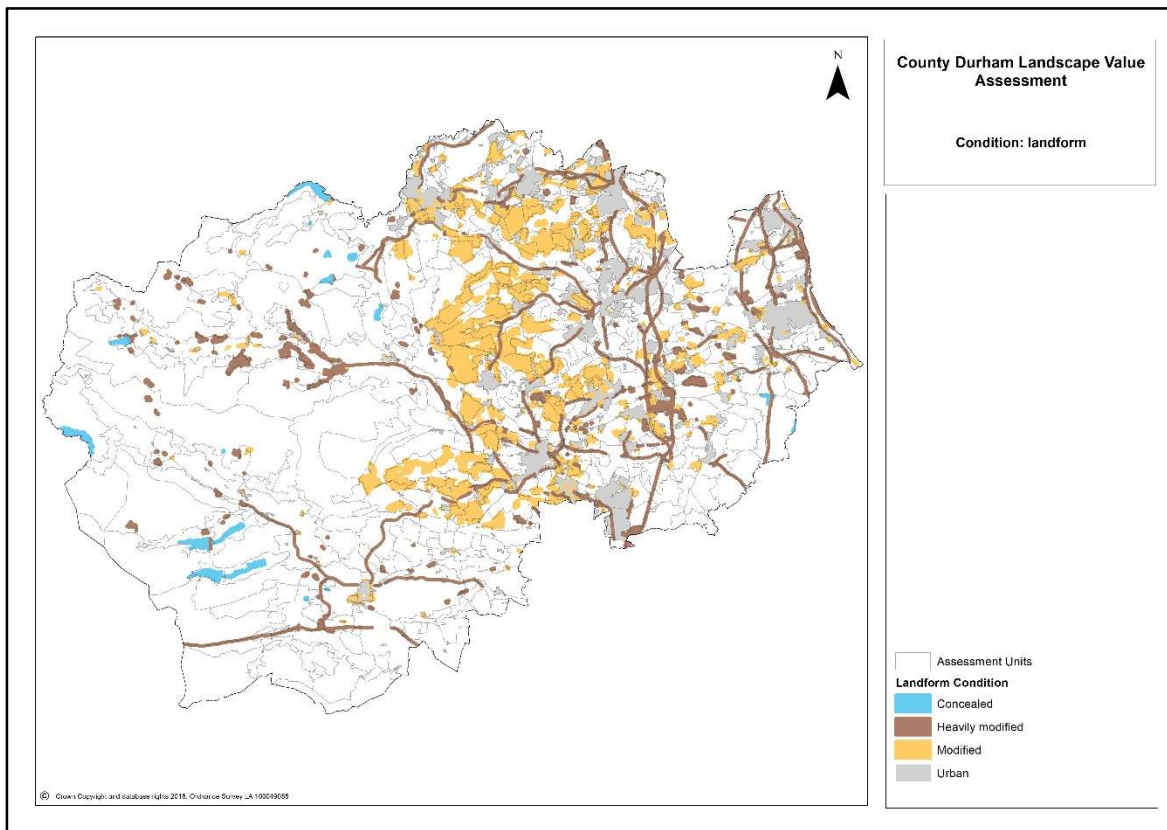 N
County Durham Landscape Value
Assessment
Condition: landform
Assessment Units
Landform Condition
Concealed
Heavily modified
Modified
Urban
© Crown Copyright and database rights 2018. Ordnance Survey LA 100049055